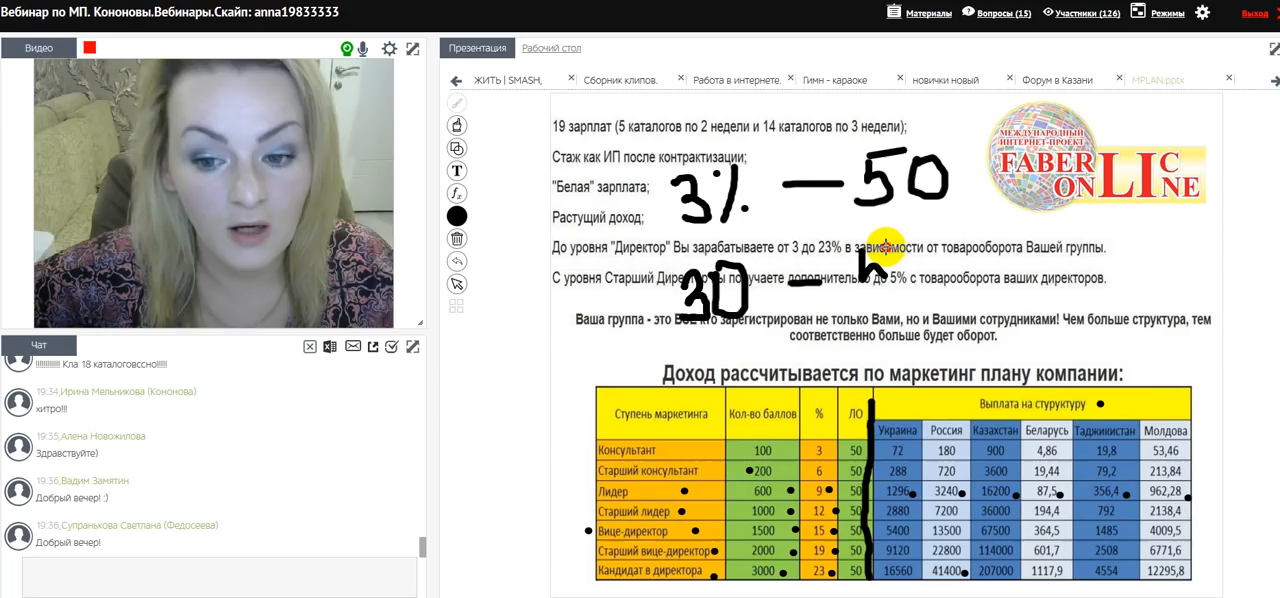 Вебинар по МП. Кононовы.Вебинары.Скайп: anna19833333
Материалы Вопросы (15) Участники (126) Режимы Выход
Видео
Презентация Рабочий стол
ЖИТЬ | SMASH, Сборник клипов. Работа в интернете. Гимн - караоке новички новый Форум в Казани MPLAN.pptx
19 зарплат (5 каталогов по 2 недели и 14 каталогов по 3 недели);
Стаж как ИП после контрактизации;
"Белая" зарплата;
Растущий доход;
До уровня "Директор" Вы зарабатываете от 3 до 23% в зависимости от товарооборота Вашей группы.
С уровня Старший Директор Вы получаете дополнительно до 5% с товарооборота ваших директоров.
3% — 50
30 —
МЕЖДУНАРОДНЫЙ
ИНТЕРНЕТ-ПРОЕКТ
FABERLIC
ONLINE
Ваша группа - это ВСЕ кто зарегистрирован не только Вами, но и Вашими сотрудниками! Чем больше структура, тем
соответственно больше будет оборот.
Доход рассчитывается по маркетинг плану компании:
Ступень маркетинга Кол-во баллов % ЛО Выплата на стуруктуру
Украина Россия Казахстан Беларусь Таджикистан Молдова
Консультант 100 3 50 72 180 900 4,86 19,8 53,46
Старший консультант 200 6 50 288 720 3600 19,44 79,2 213,84
Лидер 600 9 50 1296 3240 16200 87,5 356,4 962,28
Старший лидер 1000 12 50 2880 7200 36000 194,4 792 2138,4
Вице-директор 1500 15 50 5400 13500 67500 364,5 1485 4009,5
Старший вице-директор 2000 19 50 9120 22800 114000 601,7 2508 6771,6
Кандидат в директора 3000 23 50 16560 41400 207000 1117,9 4554 12295,8
Чат
!!!!!!!!!!!! Кла 18 каталоговссно!!!!!
19:34,Ирина Мельникова (Кононова)
хитро!!!
19:35,Алена Новожилова
Здравствуйте)
19:36,Вадим Замятин
Добрый вечер! :)
19:36,Супранькова Светлана (Федосеева)
Добрый вечер!